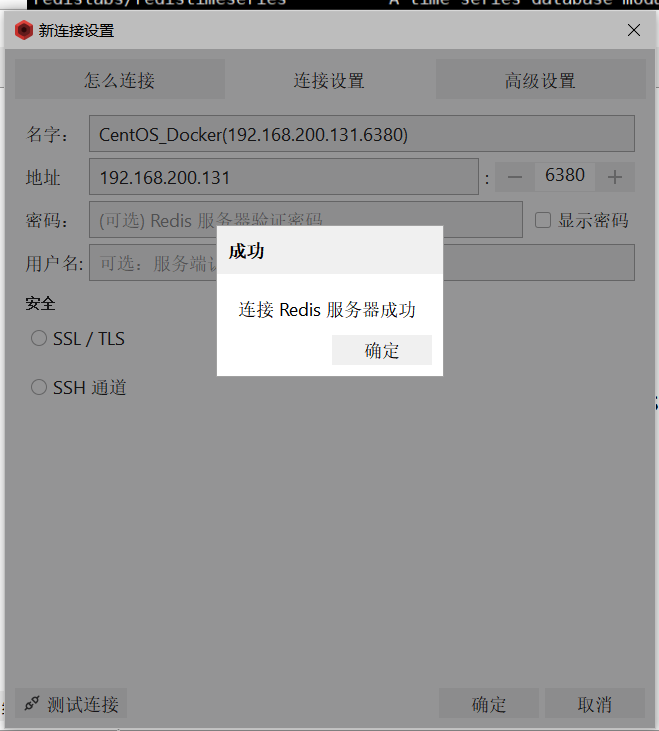 redislabs/redistimeseries A time series database modu
新连接设置
怎么连接 连接设置 高级设置
名字: CentOS_Docker(192.168.200.131.6380)
地址 192.168.200.131 : 6380
密码: (可选) Redis 服务器验证密码 显示密码
用户名: 可选：服务端认
成功
安全
连接 Redis 服务器成功
SSL / TLS
确定
SSH 通道
测试连接 确定 取消